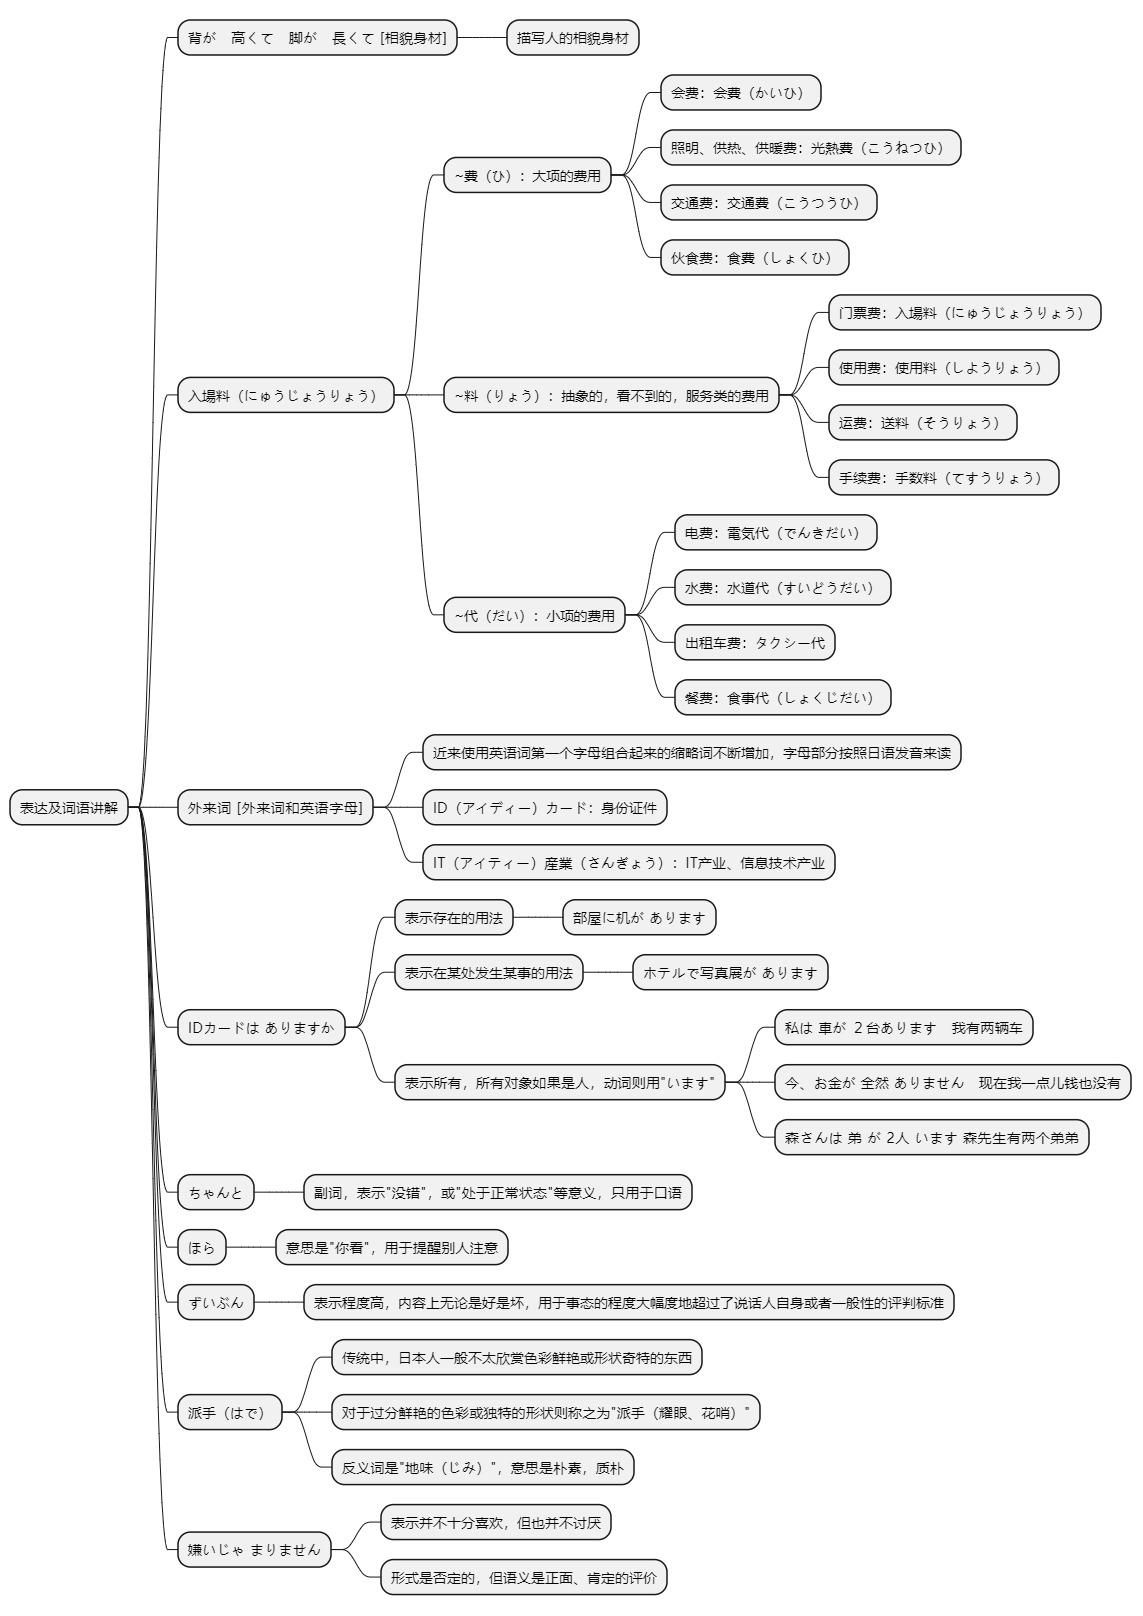 表达及词语讲解
背が　高くて　脚が　長くて [相貌身材]
描写人的相貌身材
入場料（にゅうじょうりょう）
~費（ひ）：大项的费用
会费：会費（かいひ）
照明、供热、供暖费：光熱費（こうねつひ）
交通费：交通費（こうつうひ）
伙食费：食費（しょくひ）
~料（りょう）：抽象的，看不到的，服务类的费用
门票费：入場料（にゅうじょうりょう）
使用费：使用料（しようりょう）
运费：送料（そうりょう）
手续费：手数料（てすうりょう）
~代（だい）：小项的费用
电费：電気代（でんきだい）
水费：水道代（すいどうだい）
出租车费：タクシー代
餐费：食事代（しょくじだい）
外来词 [外来词和英语字母]
近来使用英语词第一个字母组合起来的缩略词不断增加，字母部分按照日语发音来读
ID（アイディー）カード：身份证件
IT（アイティー）産業（さんぎょう）：IT产业、信息技术产业
IDカードは ありますか
表示存在的用法
部屋に机が あります
表示在某处发生某事的用法
ホテルで写真展が あります
表示所有，所有对象如果是人，动词则用"います"
私は 車が ２台あります　我有两辆车
今、お金が 全然 ありません　现在我一点儿钱也没有
森さんは 弟 が 2人 います 森先生有两个弟弟
ちゃんと
副词，表示"没错"，或"处于正常状态"等意义，只用于口语
ほら
意思是"你看"，用于提醒别人注意
ずいぶん
表示程度高，内容上无论是好是坏，用于事态的程度大幅度地超过了说话人自身或者一般性的评判标准
派手（はで）
传统中，日本人一般不太欣赏色彩鲜艳或形状奇特的东西
对于过分鲜艳的色彩或独特的形状则称之为"派手（耀眼、花哨）"
反义词是"地味（じみ）"，意思是朴素，质朴
嫌いじゃ まりません
表示并不十分喜欢，但也并不讨厌
形式是否定的，但语义是正面、肯定的评价